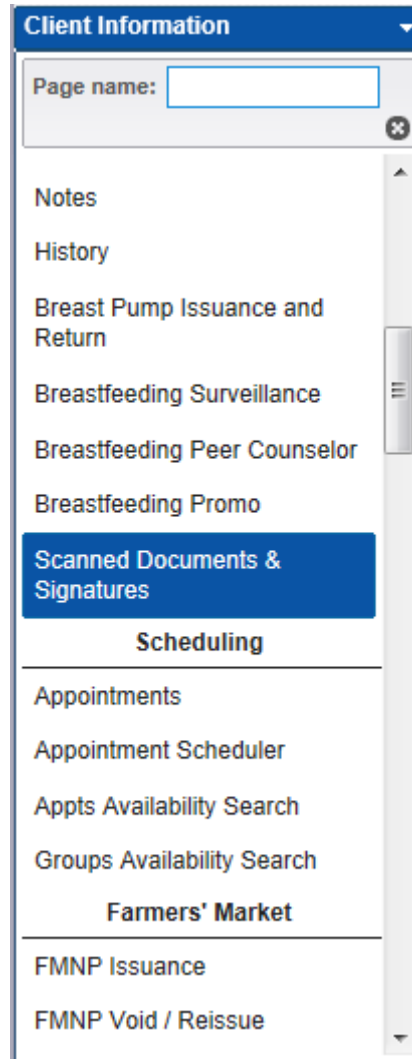 Client Information
Page name:
Notes
History
Breast Pump Issuance and
Return
Breastfeeding Surveillance
Breastfeeding Peer Counselor
Breastfeeding Promo
Scanned Documents &
Signatures
Scheduling
Appointments
Appointment Scheduler
Appts Availability Search
Groups Availability Search
Farmers' Market
FMNP Issuance
FMNP Void / Reissue